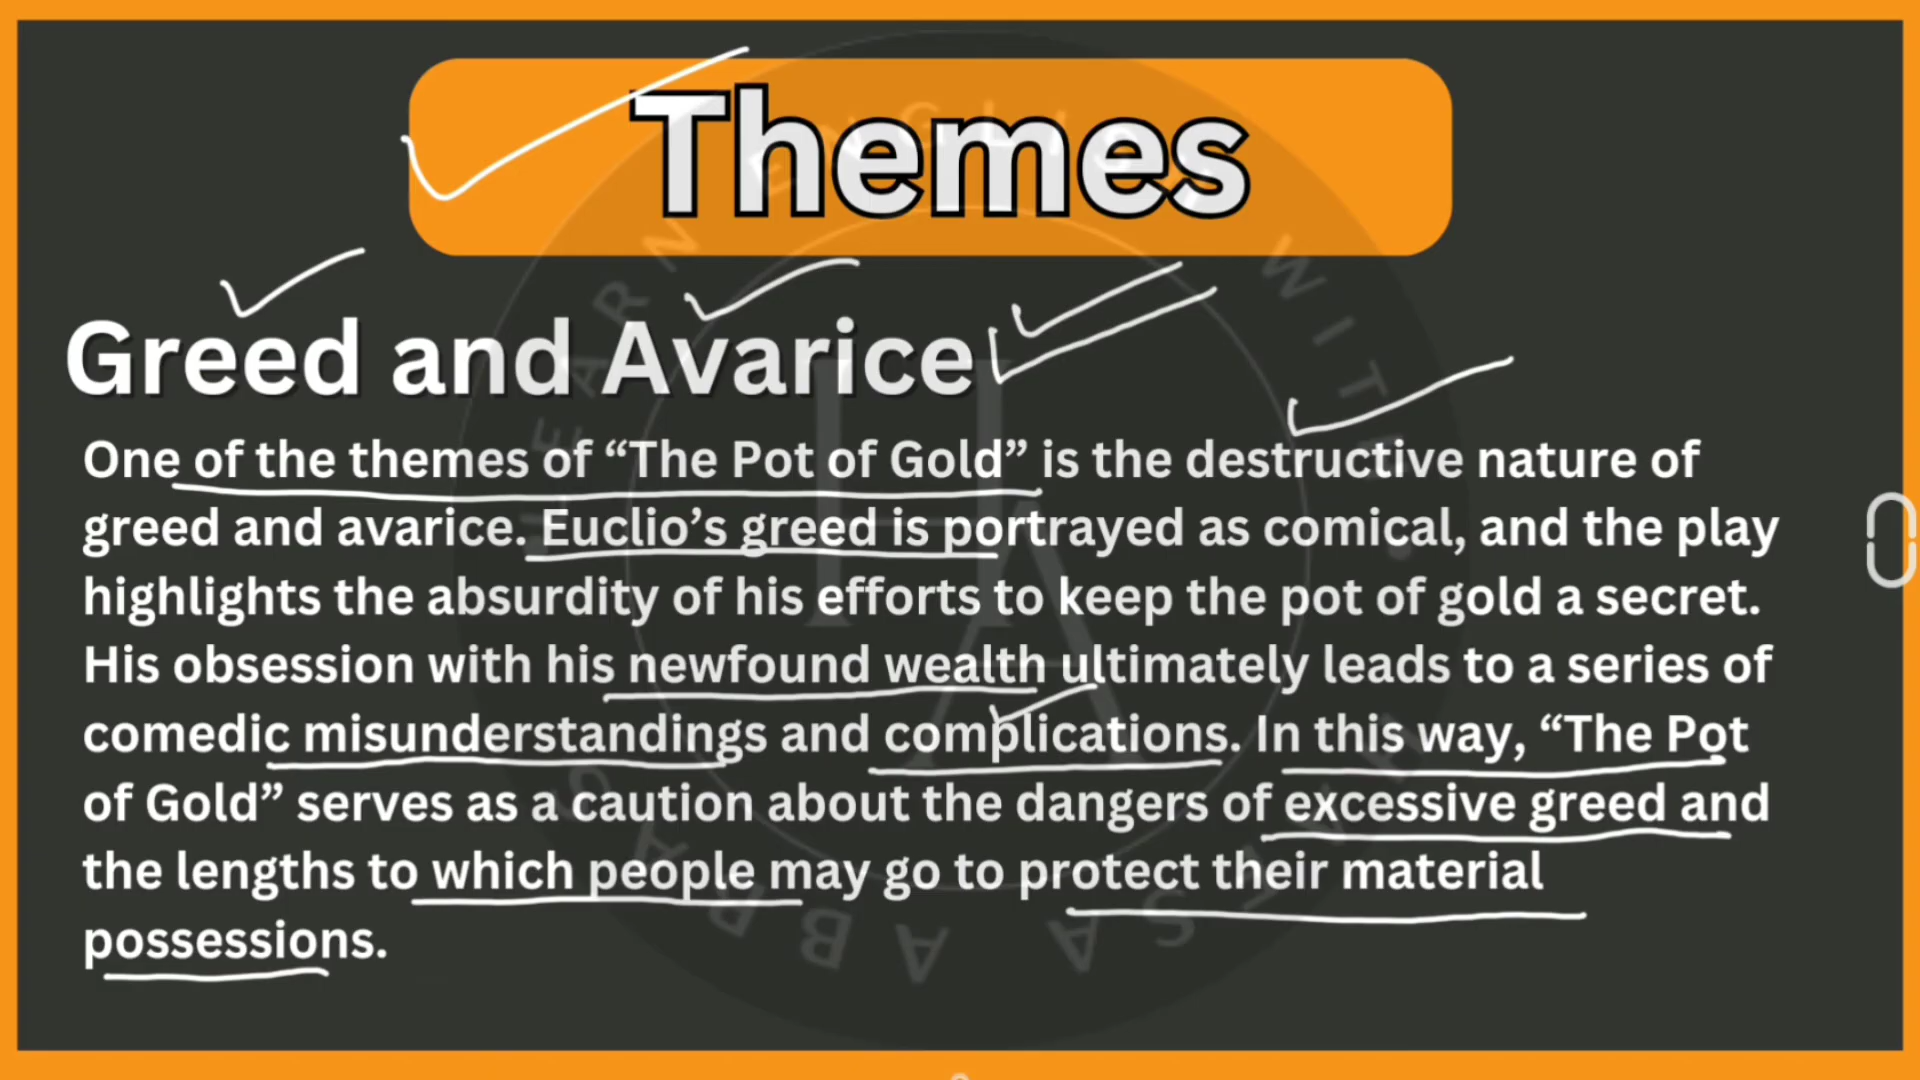 Themes
Greed and Avarice
One of the themes of “The Pot of Gold” is the destructive nature of
greed and avarice. Euclio’s greed is portrayed as comical, and the play
highlights the absurdity of his efforts to keep the pot of gold a secret.
His obsession with his newfound wealth ultimately leads to a series of
comedic misunderstandings and complications. In this way, “The Pot
of Gold” serves as a caution about the dangers of excessive greed and
the lengths to which people may go to protect their material
possessions.